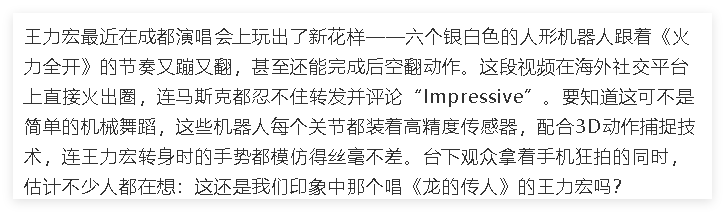 王力宏最近在成都演唱会上玩出了新花样——六个银白色的人形机器人跟着《火
力全开》的节奏又蹦又翻，甚至还能完成后空翻动作。这段视频在海外社交平台
上直接火出圈，连马斯克都忍不住转发并评论“Impressive”。要知道这可不是
简单的机械舞蹈，这些机器人每个关节都装着高精度传感器，配合3D动作捕捉技
术，连王力宏转身时的手势都模仿得丝毫不差。台下观众拿着手机狂拍的同时，
估计不少人都在想：这还是我们印象中那个唱《龙的传人》的王力宏吗？